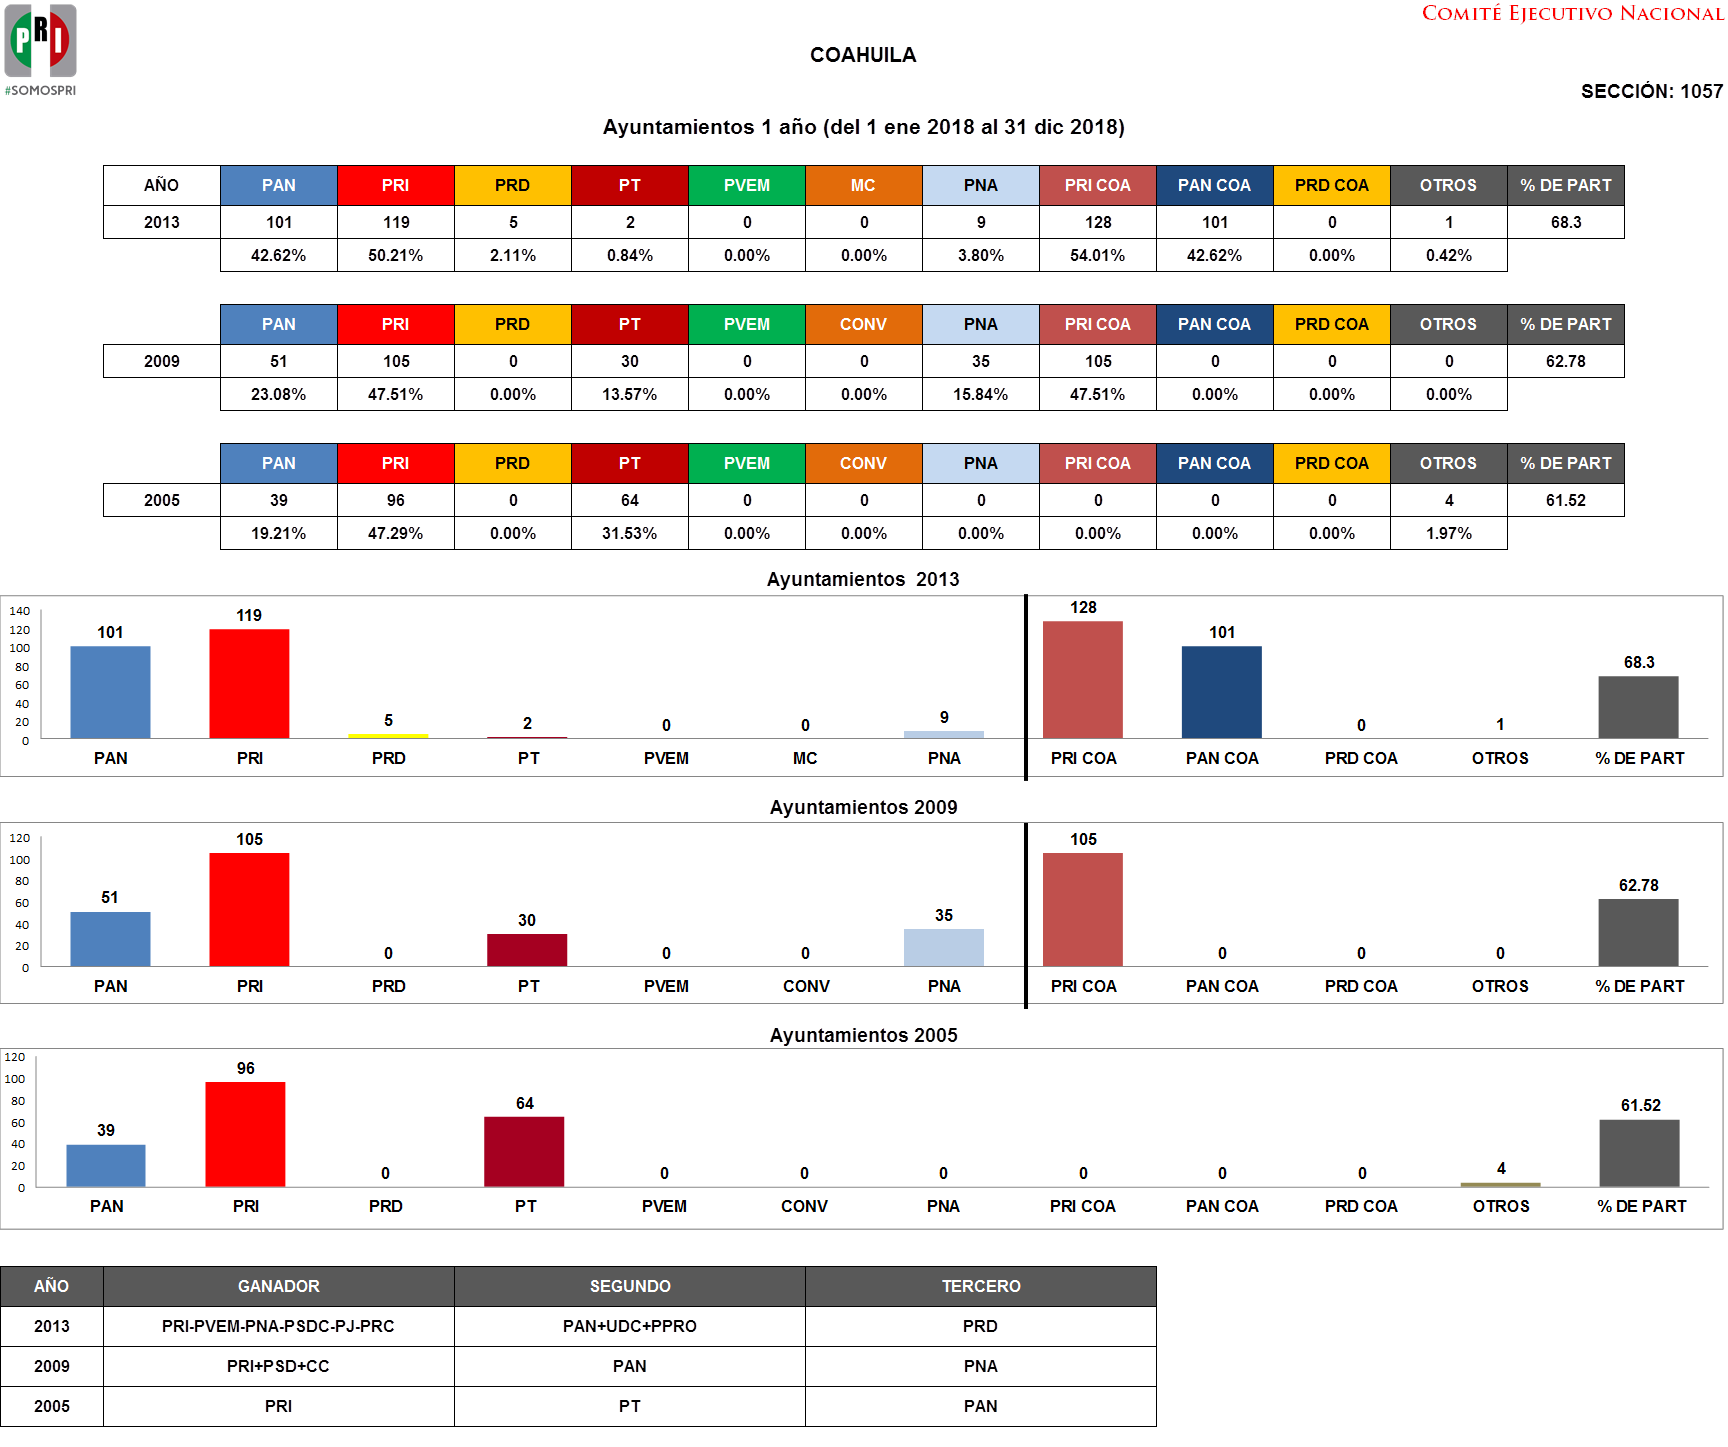 COMITÉ EJECUTIVO NACIONAL
PRI
#SOMOSPRI
COAHUILA
SECCIÓN: 1057
Ayuntamientos 1 año (del 1 ene 2018 al 31 dic 2018)
AÑO PAN PRI PRD PT PVEM MC PNA PRI COA PAN COA PRD COA OTROS % DE PART
2013 101 119 5 2 0 0 9 128 101 0 1 68.3
42.62% 50.21% 2.11% 0.84% 0.00% 0.00% 3.80% 54.01% 42.62% 0.00% 0.42%
PAN PRI PRD PT PVEM CONV PNA PRI COA PAN COA PRD COA OTROS % DE PART
2009 51 105 0 30 0 0 35 105 0 0 0 62.78
23.08% 47.51% 0.00% 13.57% 0.00% 0.00% 15.84% 47.51% 0.00% 0.00% 0.00%
PAN PRI PRD PT PVEM CONV PNA PRI COA PAN COA PRD COA OTROS % DE PART
2005 39 96 0 64 0 0 0 0 0 0 4 61.52
19.21% 47.29% 0.00% 31.53% 0.00% 0.00% 0.00% 0.00% 0.00% 0.00% 1.97%
Ayuntamientos 2013
140
120
100
80
60
40
20
0
101 119 5 2 0 0 9 128 101 0 1 68.3
PAN PRI PRD PT PVEM MC PNA PRI COA PAN COA PRD COA OTROS % DE PART
Ayuntamientos 2009
120
100
80
60
40
20
0
51 105 0 30 0 0 35 105 0 0 0 62.78
PAN PRI PRD PT PVEM CONV PNA PRI COA PAN COA PRD COA OTROS % DE PART
Ayuntamientos 2005
120
100
80
60
40
20
0
39 96 0 64 0 0 0 0 0 0 4 61.52
PAN PRI PRD PT PVEM CONV PNA PRI COA PAN COA PRD COA OTROS % DE PART
AÑO GANADOR SEGUNDO TERCERO
2013 PRI-PVEM-PNA-PSDC-PJ-PRC PAN+UDC+PPRO PRD
2009 PRI+PSD+CC PAN PNA
2005 PRI PT PAN